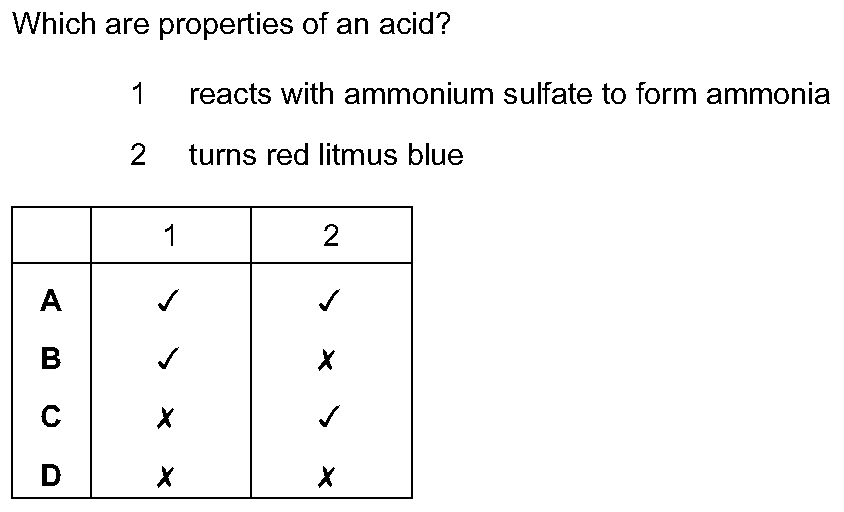 Which are properties of an acid?
1 reacts with ammonium sulfate to form ammonia
2 turns red litmus blue
1 2
A ✓ ✓
B ✓ ✗
C ✗ ✓
D ✗ ✗